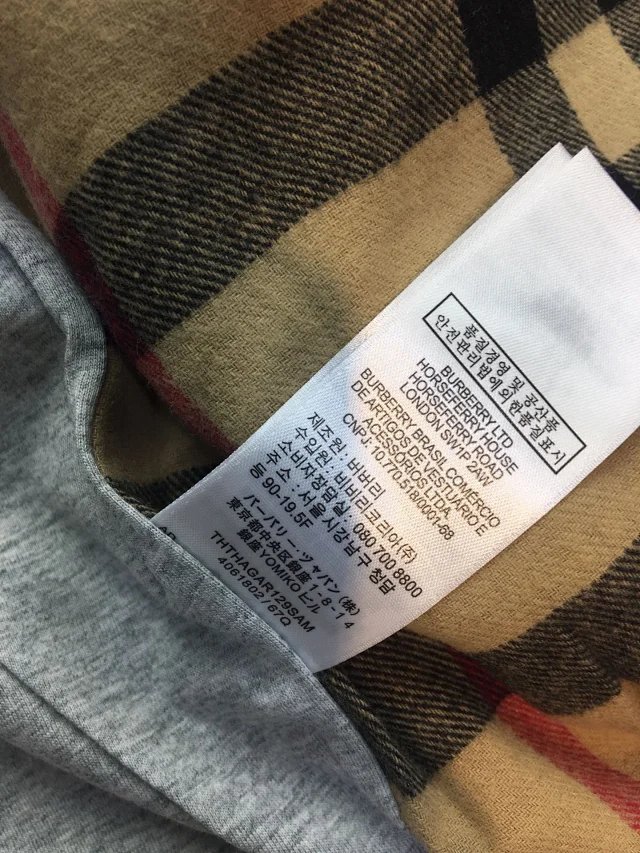 품질경영 및 공산품
안전관리법에의한품질표시
BURBERRY LTD
HORSEFERRY HOUSE
HORSEFERRY ROAD
LONDON SW1P 2AW
BURBERRY BRASIL COMERCIO
DE ARTIGOS DE VESTUARIO E
ACESSORIOS LTDA.
CNPJ: 10.770.518/0001-68
제조원: 버버리
수입원: 버버리코리아(주)
소비자상담실: 080 700 8800
주소: 서울시강남구 청담
동 90-19,5F
バーバリー・ジャパン (株)
東京都中央区銀座 1-8-14
銀座YOMIKOビル
THTHAGAR129SAM
4061802 /67Q